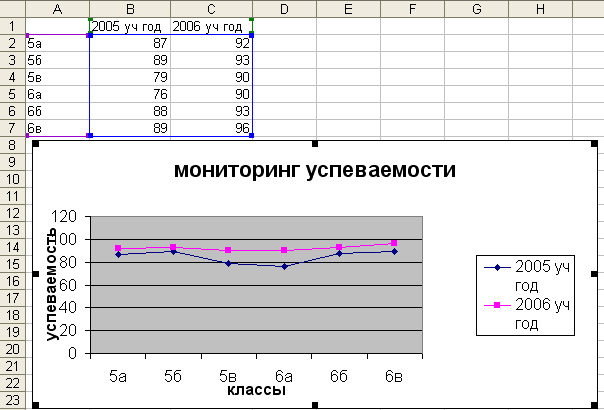 A B C D E F G H
1 2005 уч год 2006 уч год
2 5а 87 92
3 5б 89 93
4 5в 79 90
5 6а 76 90
6 6б 88 93
7 6в 89 96
8
9
10
11
12
13
14
15
16
17
18
19
20
21
22
23
мониторинг успеваемости
успеваемость
120
100
80
60
40
20
0
5а 5б 5в 6а 6б 6в
классы
2005 уч
год
2006 уч
год